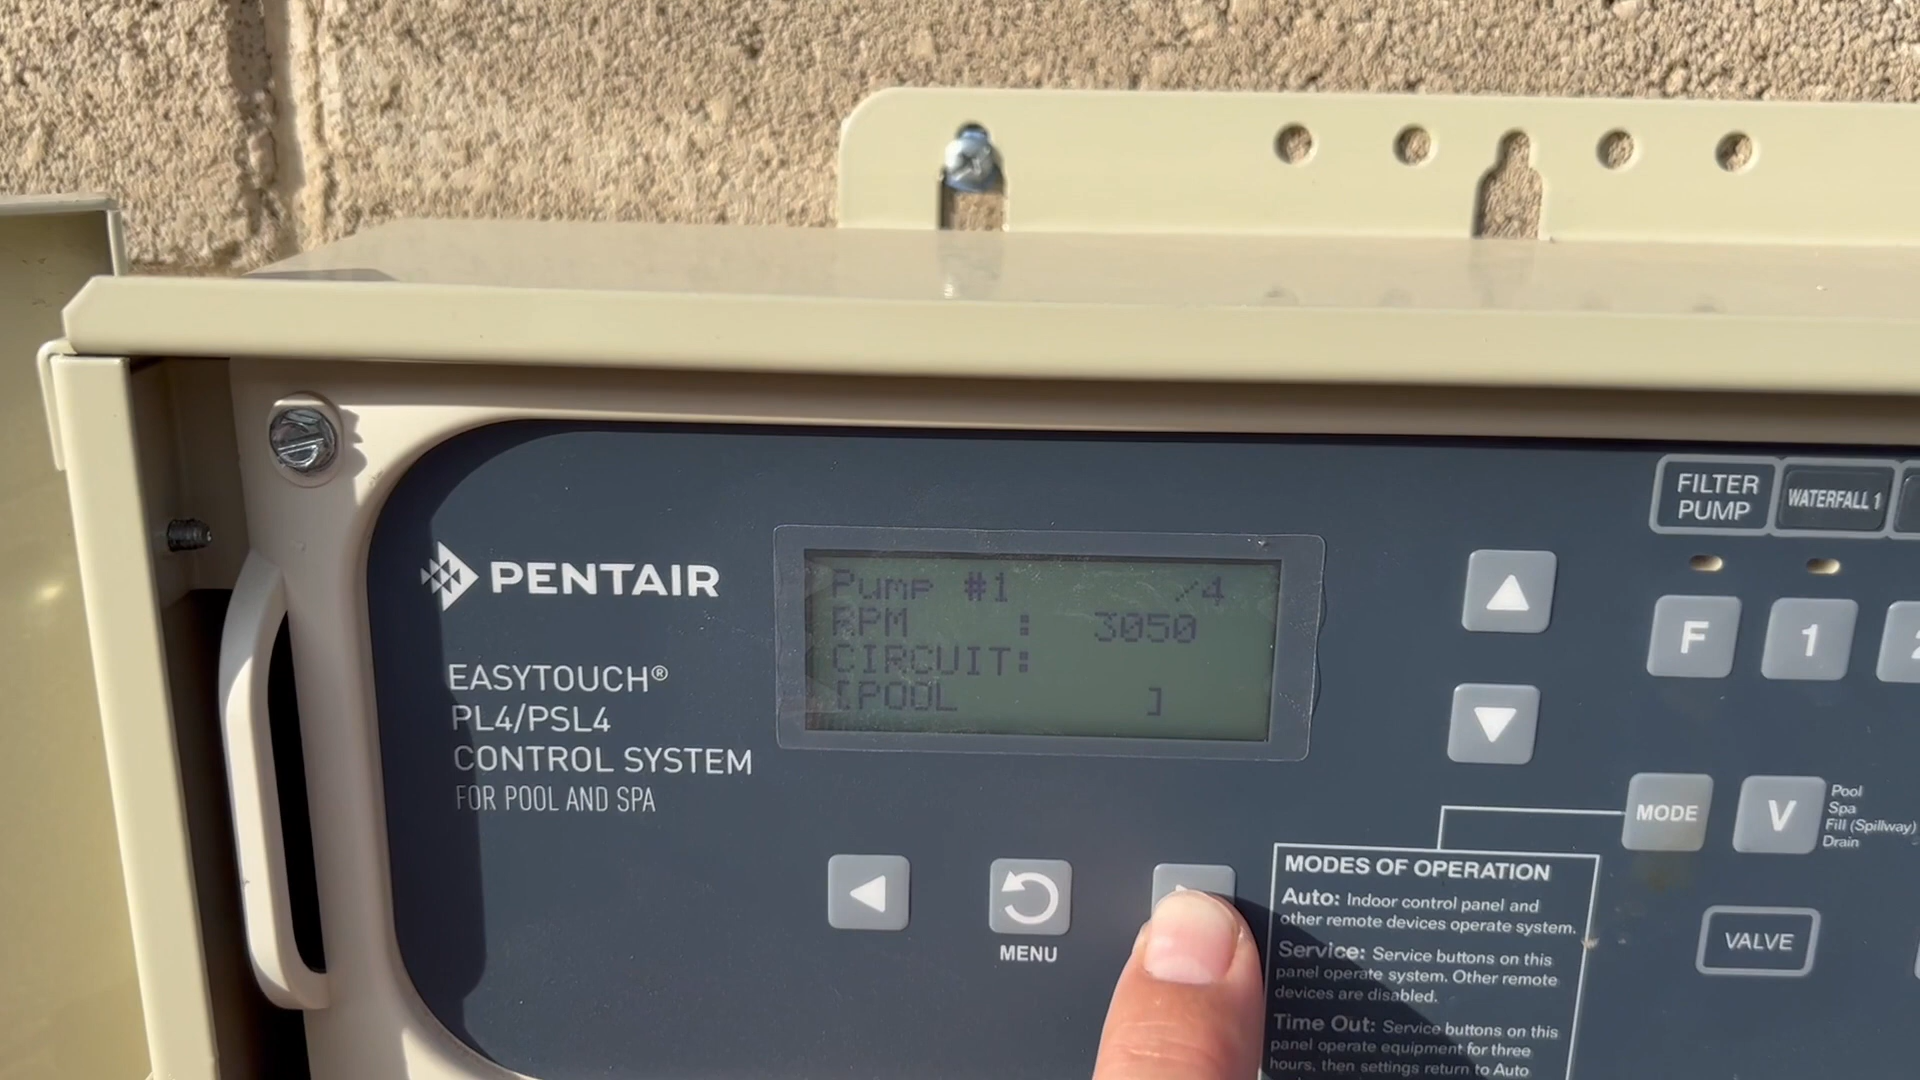 Pump #1 /4
RPM : 3050
CIRCUIT:
[POOL ]
PENTAIR
EASYTOUCH®
PL4/PSL4
CONTROL SYSTEM
FOR POOL AND SPA
MENU
FILTER
PUMP
WATERFALL 1
F
1
2
MODE
V
Pool
Spa
Fill (Spillway)
Drain
VALVE
MODES OF OPERATION
Auto: Indoor control panel and
other remote devices operate system.
Service: Service buttons on this
panel operate system. Other remote
devices are disabled.
Time Out: Service buttons on this
panel operate equipment for three
hours, then settings return to Auto